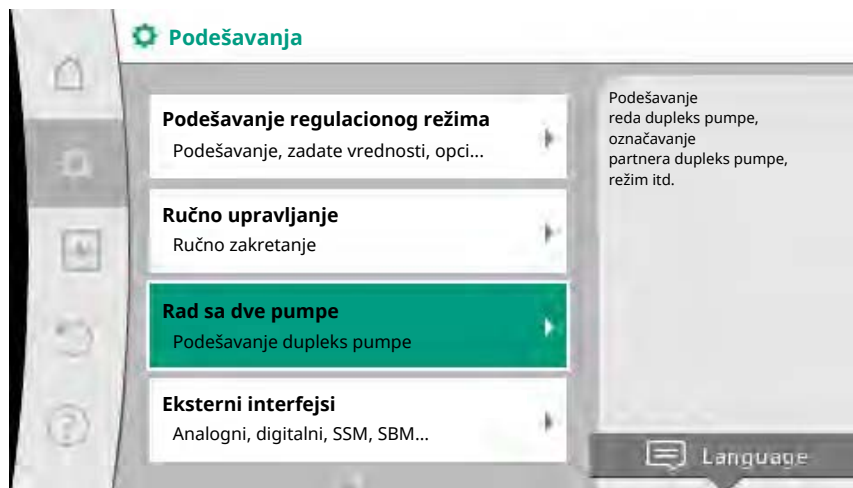 Podešavanja
Podešavanje regulacionog režima
Podešavanje, zadate vrednosti, opci...
Ručno upravljanje
Ručno zakretanje
Rad sa dve pumpe
Podešavanje dupleks pumpe
Eksterni interfejsi
Analogni, digitalni, SSM, SBM...
Podešavanje
reda dupleks pumpe,
označavanje
partnera dupleks pumpe,
režim itd.
Language